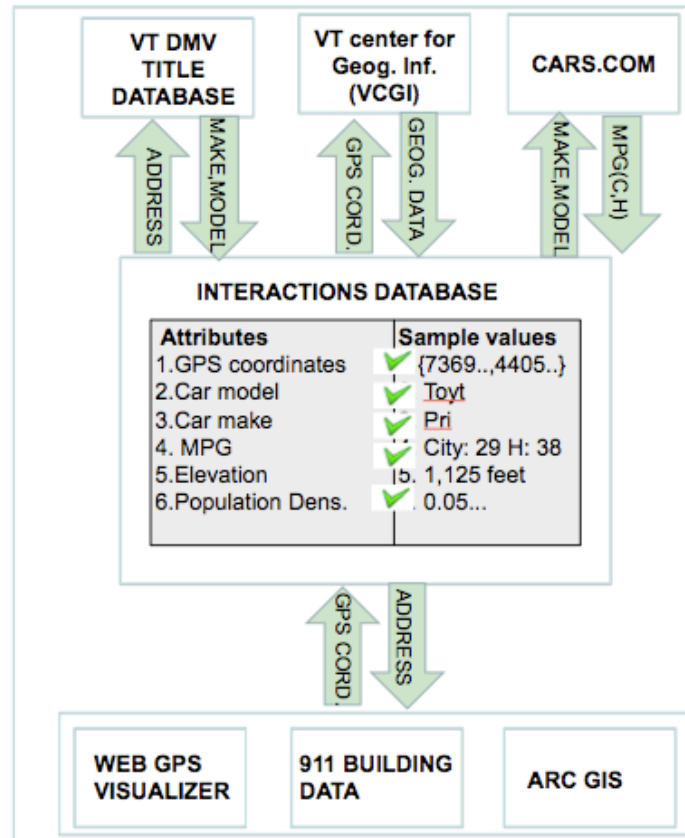 VT DMV
TITLE
DATABASE
VT center for
Geog. Inf.
(VCGI)
CARS.COM
ADDRESS
MAKE,MODEL
GPS CORD.
GEOG. DATA
MAKE,MODEL
MPG(C,H)
INTERACTIONS DATABASE
Attributes
1.GPS coordinates
2.Car model
3.Car make
4. MPG
5.Elevation
6.Population Dens.
Sample values
{7369..,4405..}
Toyt
Pri
City: 29 H: 38
5. 1,125 feet
. 0.05...
GPS CORD.
ADDRESS
WEB GPS
VISUALIZER
911 BUILDING
DATA
ARC GIS